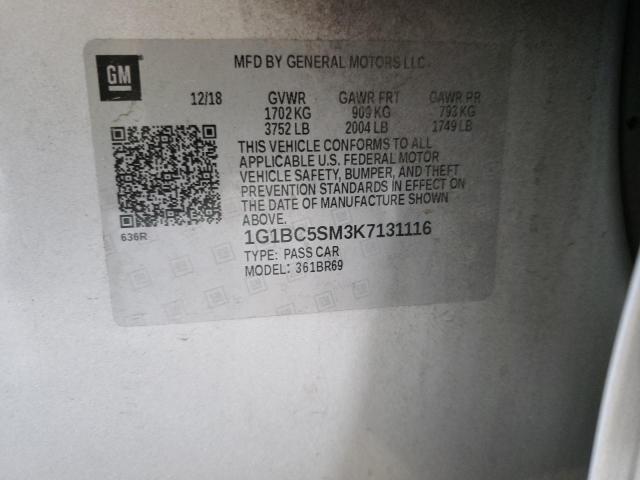 GM
MFD BY GENERAL MOTORS LLC
12/18 GVWR GAWR FRT GAWR RR
1702 KG 909 KG 793 KG
3752 LB 2004 LB 1749 LB
THIS VEHICLE CONFORMS TO ALL
APPLICABLE U.S. FEDERAL MOTOR
VEHICLE SAFETY, BUMPER, AND THEFT
PREVENTION STANDARDS IN EFFECT ON
THE DATE OF MANUFACTURE SHOWN
ABOVE.
636R
1G1BC5SM3K7131116
TYPE: PASS CAR
MODEL: 361BR69